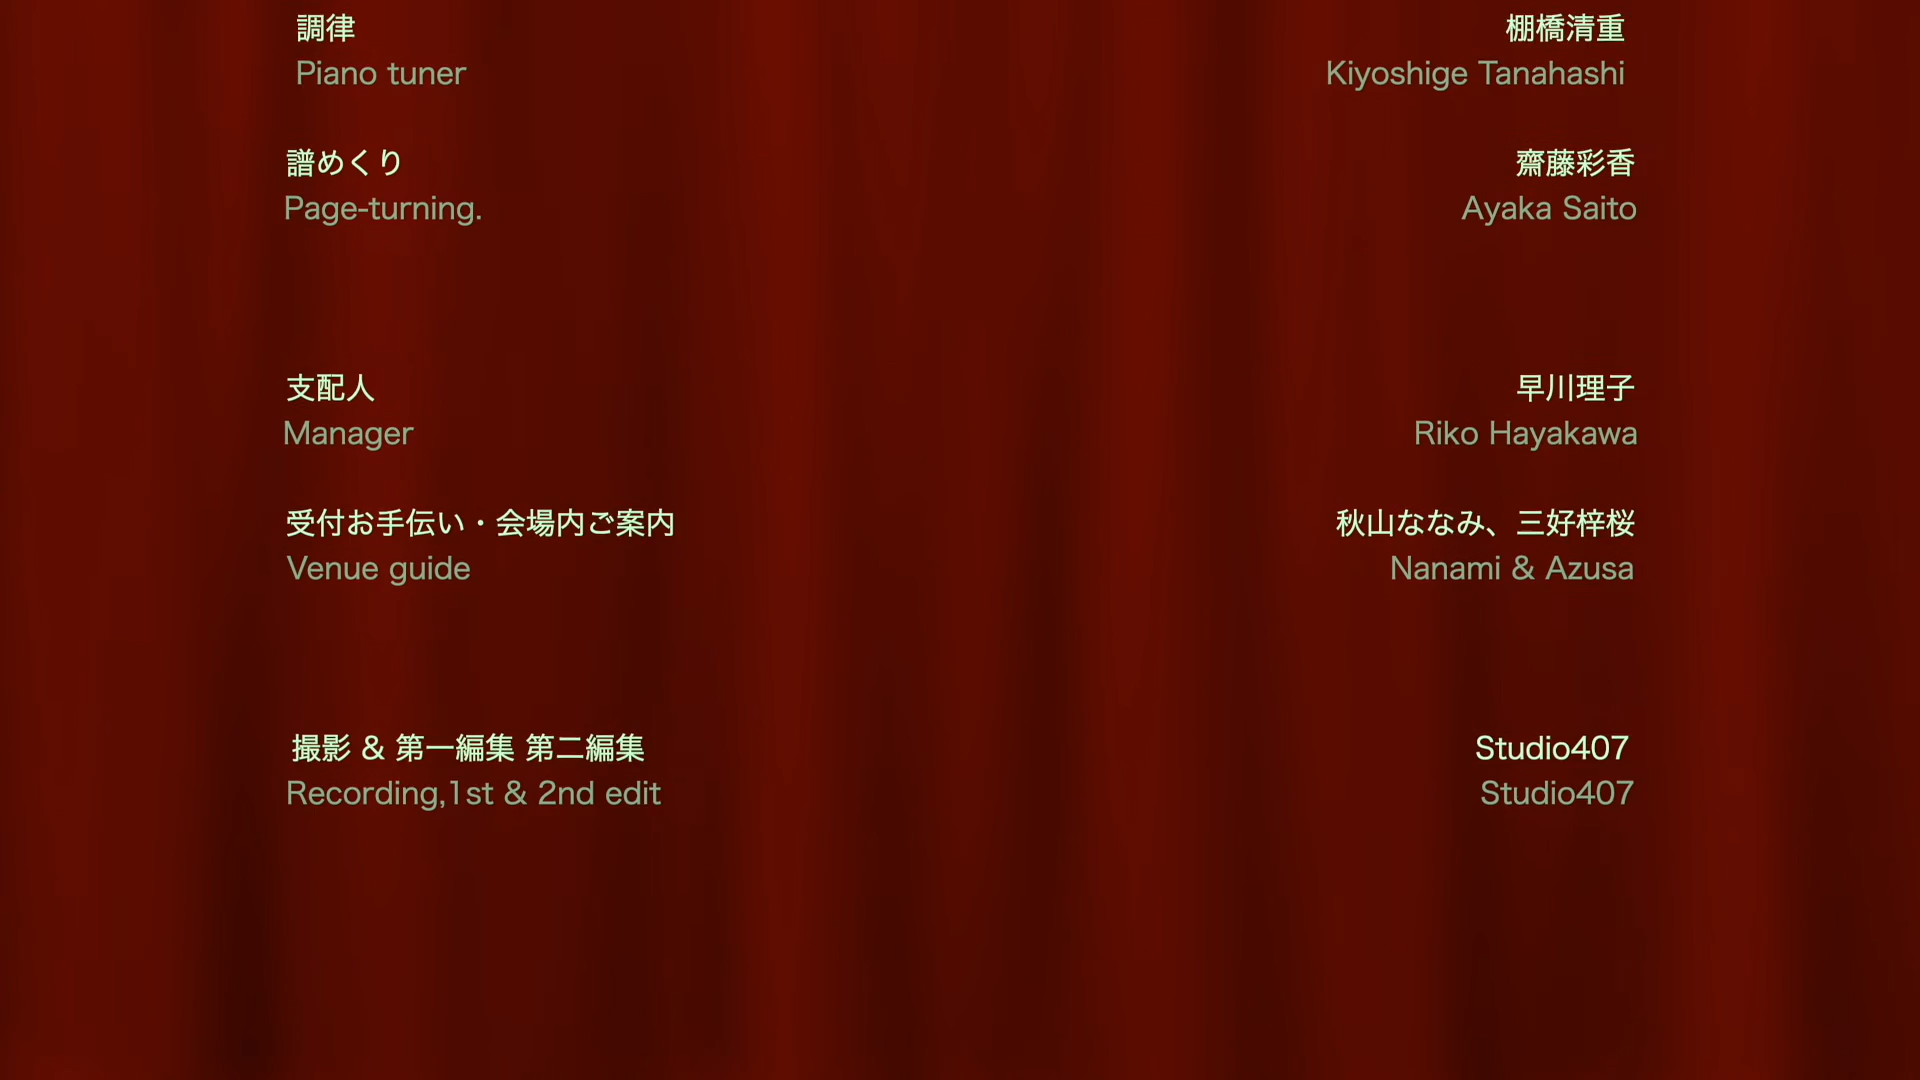 調律 棚橋清重
Piano tuner Kiyoshige Tanahashi
譜めくり 齋藤彩香
Page-turning. Ayaka Saito
支配人 早川理子
Manager Riko Hayakawa
受付お手伝い・会場内ご案内 秋山ななみ、三好梓桜
Venue guide Nanami & Azusa
撮影 & 第一編集 第二編集 Studio407
Recording,1st & 2nd edit Studio407